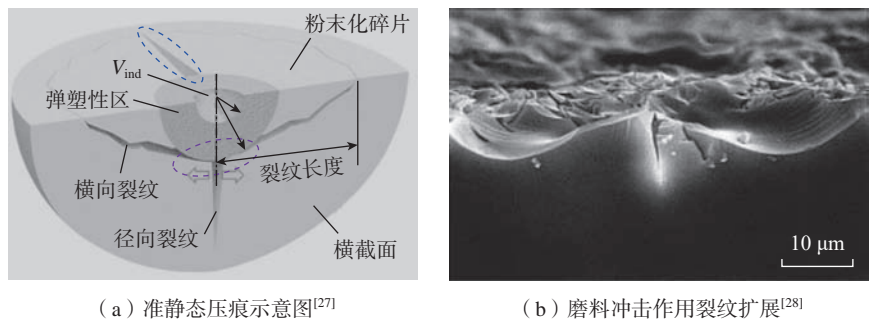 粉末化碎片
V_ind
弹塑性区
横向裂纹
裂纹长度
径向裂纹
横截面
10 μm
（a）准静态压痕示意图[27]
（b）磨料冲击作用裂纹扩展[28]